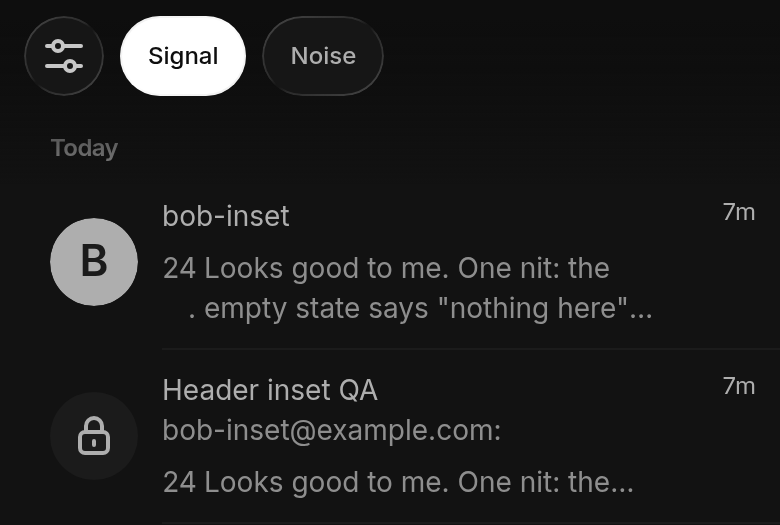 Signal
Noise
Today
bob-inset
7m
B
24 Looks good to me. One nit: the
. empty state says "nothing here"...
Header inset QA
7m
bob-inset@example.com:
24 Looks good to me. One nit: the...